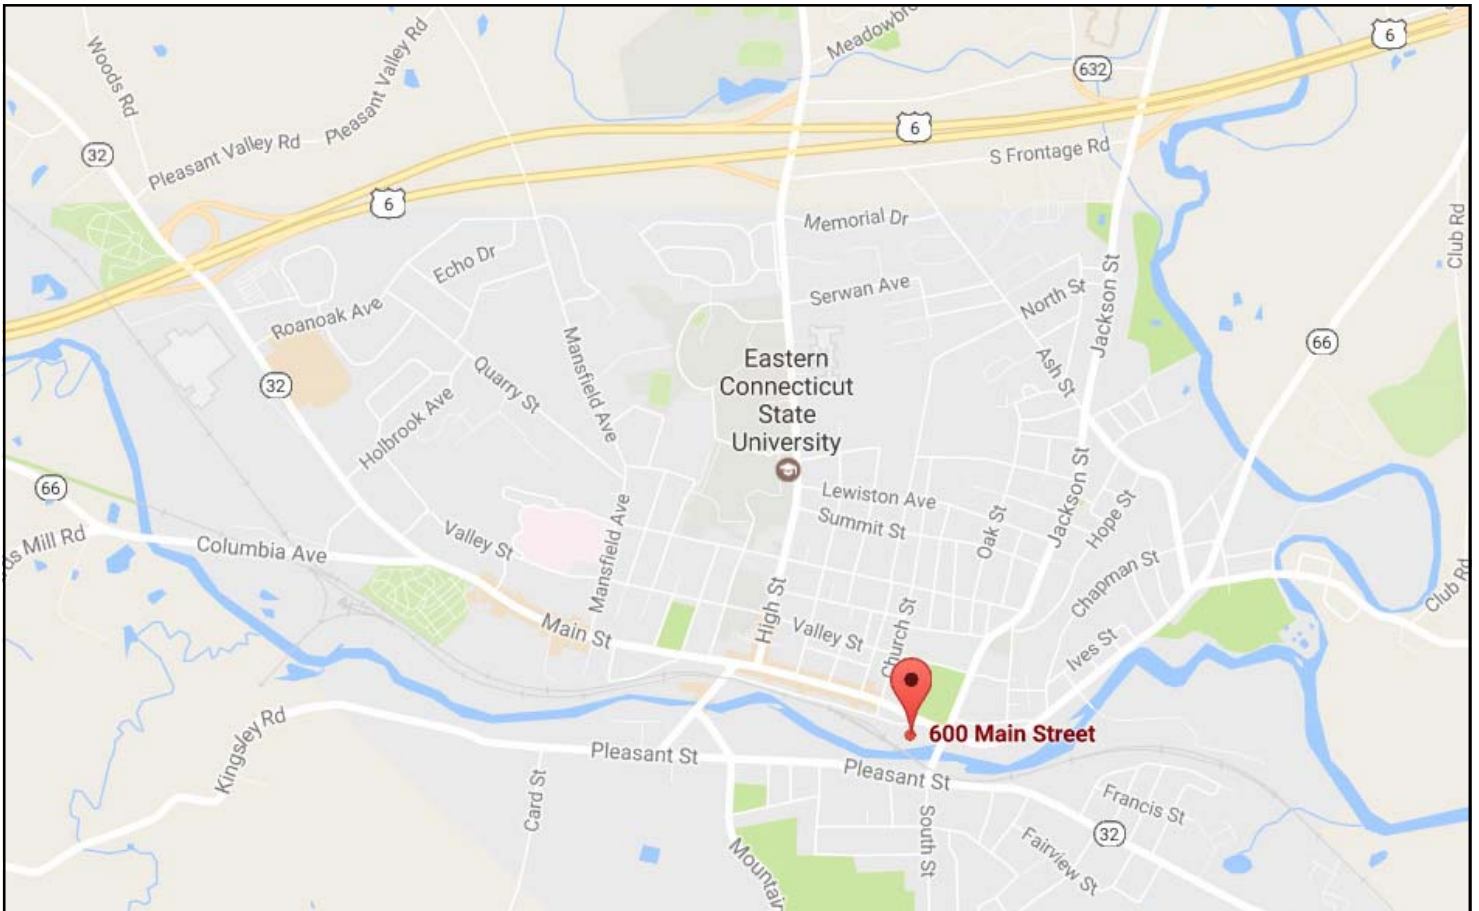 Woods Rd
Pleasant Valley Rd
Meadowbro
6
632
32
Pleasant Valley Rd
6
S Frontage Rd
6
Memorial Dr
Club Rd
Echo Dr
Serwan Ave
North St
Jackson St
Roanoak Ave
Mansfield Ave
66
Eastern
Connecticut
State
University
Ash St
32
Quarry St
Holbrook Ave
66
Lewiston Ave
Summit St
Oak St
Jackson St
Hope St
ds Mill Rd
Columbia Ave
Valley St
Mansfield Ave
Chapman St
Club Rd
Main St
High St
Valley St
Church St
Ives St
600 Main Street
Kingsley Rd
Pleasant St
Pleasant St
Card St
South St
Francis St
32
Fairview St
Mountain